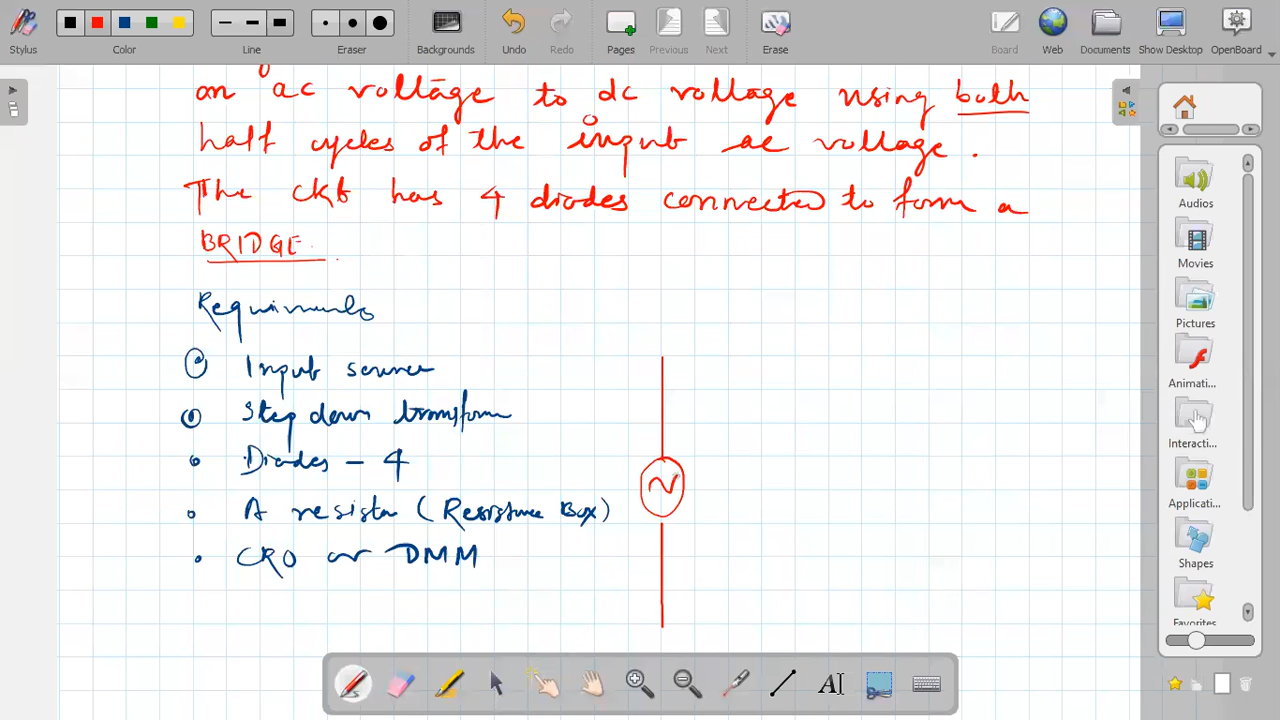 Stylus
Color
Line
Eraser
Backgrounds
Undo
Redo
Pages
Previous
Next
Erase
Board
Web
Documents
Show Desktop
OpenBoard
an ac voltage to dc voltage using both
half cycles of the input ac voltage.
The ckt has 4 diodes connected to form a
BRIDGE.
Requirments
Input source
Step down transform
Diodes - 4
A resistor (Resistance Box)
CRO or DMM
Audios
Movies
Pictures
Animati...
Interacti...
Applicati...
Shapes
Favorites